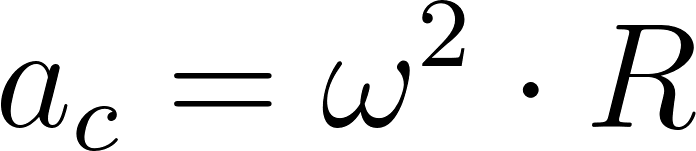 a_c = ω² · R